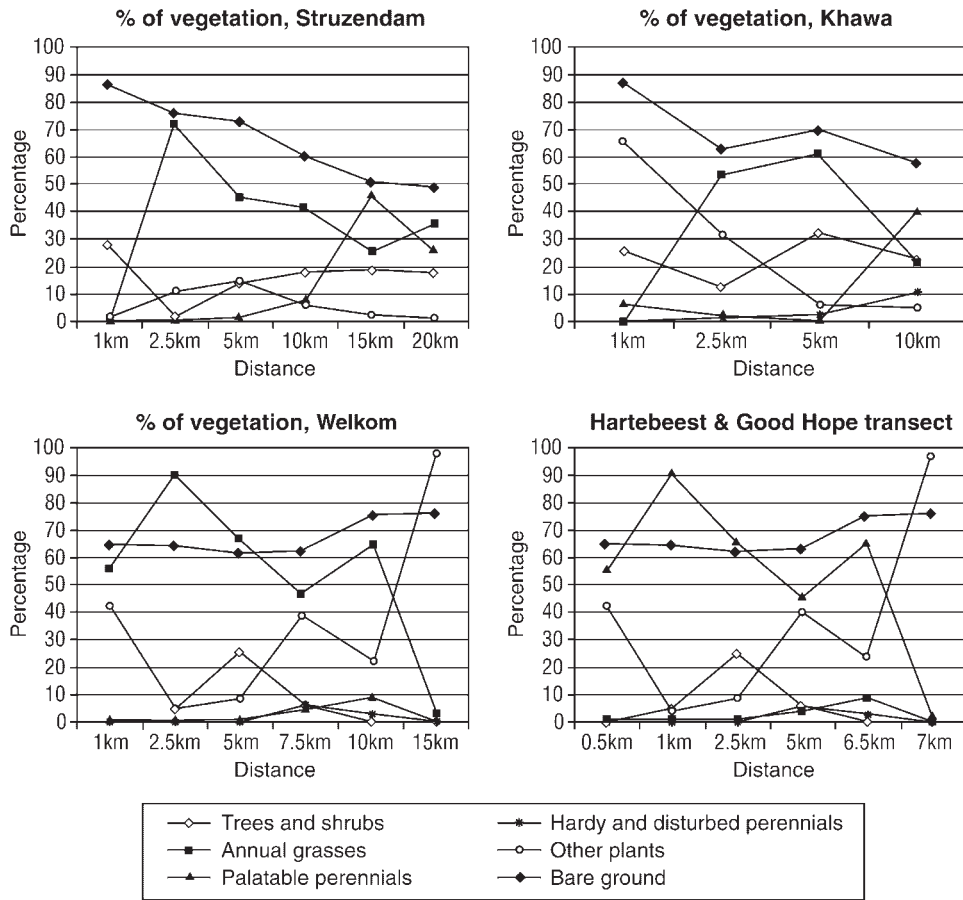 % of vegetation, Struzendam
100
90
80
70
60
50
40
30
20
10
0
Percentage
1km 2.5km 5km 10km 15km 20km
Distance
% of vegetation, Khawa
100
90
80
70
60
50
40
30
20
10
0
Percentage
1km 2.5km 5km 10km
Distance
% of vegetation, Welkom
100
90
80
70
60
50
40
30
20
10
0
Percentage
1km 2.5km 5km 7.5km 10km 15km
Distance
Hartebeest & Good Hope transect
100
90
80
70
60
50
40
30
20
10
0
Percentage
0.5km 1km 2.5km 5km 6.5km 7km
Distance
Trees and shrubs
Annual grasses
Palatable perennials
Hardy and disturbed perennials
Other plants
Bare ground